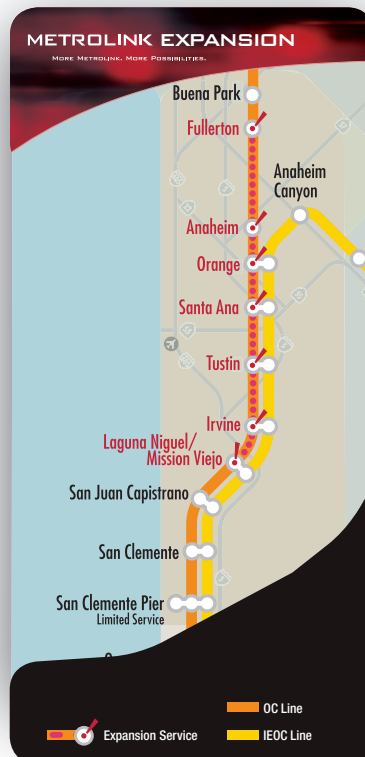 METROLINK EXPANSION
MORE METROLINK. MORE POSSIBILITIES.
Buena Park
Fullerton
Anaheim
Canyon
Anaheim
Orange
Santa Ana
Tustin
Irvine
Laguna Niguel/
Mission Viejo
San Juan Capistrano
San Clemente
San Clemente Pier
Limited Service
OC Line
Expansion Service
IEOC Line